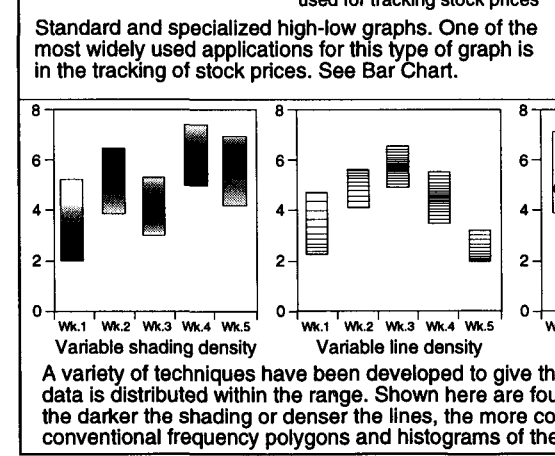 used for tracking stock prices
Standard and specialized high-low graphs. One of the
most widely used applications for this type of graph is
in the tracking of stock prices. See Bar Chart.
8
6
4
2
0
Wk.1 Wk.2 Wk.3 Wk.4 Wk.5
Variable shading density
8
6
4
2
0
Wk.1 Wk.2 Wk.3 Wk.4 Wk.5
Variable line density
8
6
4
2
0
A variety of techniques have been developed to give th
data is distributed within the range. Shown here are fou
the darker the shading or denser the lines, the more co
conventional frequency polygons and histograms of the